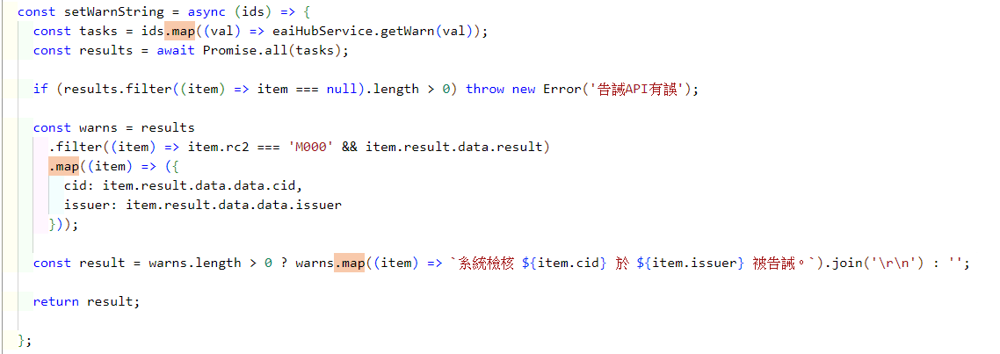 const setWarnString = async (ids) => {
const tasks = ids.map((val) => eaiHubService.getWarn(val));
const results = await Promise.all(tasks);
if (results.filter((item) => item === null).length > 0) throw new Error('告誡API有誤');
const warns = results
.filter((item) => item.rc2 === 'M000' && item.result.data.result)
.map((item) => ({
cid: item.result.data.data.cid,
issuer: item.result.data.data.issuer
}));
const result = warns.length > 0 ? warns.map((item) => `系統檢核 ${item.cid} 於 ${item.issuer} 被告誡。`).join('\r\n') : '';
return result;
};